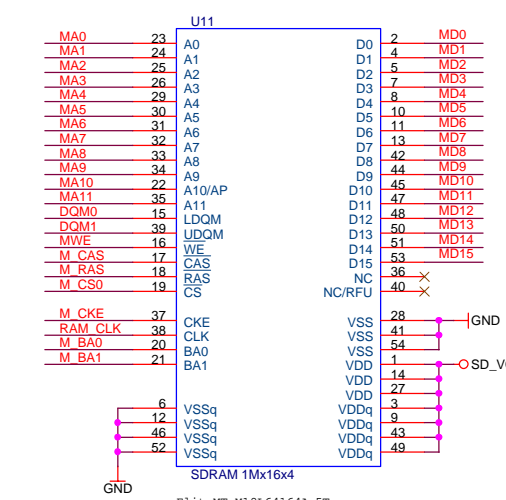 U11
MA0 23 A0 D0 2 MD0
MA1 24 A1 D1 4 MD1
MA2 25 A2 D2 5 MD2
MA3 26 A3 D3 7 MD3
MA4 29 A4 D4 8 MD4
MA5 30 A5 D5 10 MD5
MA6 31 A6 D6 11 MD6
MA7 32 A7 D7 13 MD7
MA8 33 A8 D8 42 MD8
MA9 34 A9 D9 44 MD9
MA10 22 A10/AP D10 45 MD10
MA11 35 A11 D11 47 MD11
DQM0 15 LDQM D12 48 MD12
DQM1 39 UDQM D13 50 MD13
MWE 16 WE D14 51 MD14
M_CAS 17 CAS D15 53 MD15
M_RAS 18 RAS NC 36
M_CS0 19 CS NC/RFU 40
M_CKE 37 CKE VSS 28 GND
RAM_CLK 38 CLK VSS 41
M_BA0 20 BA0 VSS 54
M_BA1 21 BA1 VDD 1
VDD 14
VDD 27
6 VSSq VDDq 3
12 VSSq VDDq 9
46 VSSq VDDq 43
52 VSSq VDDq 49
SDRAM 1Mx16x4
GND